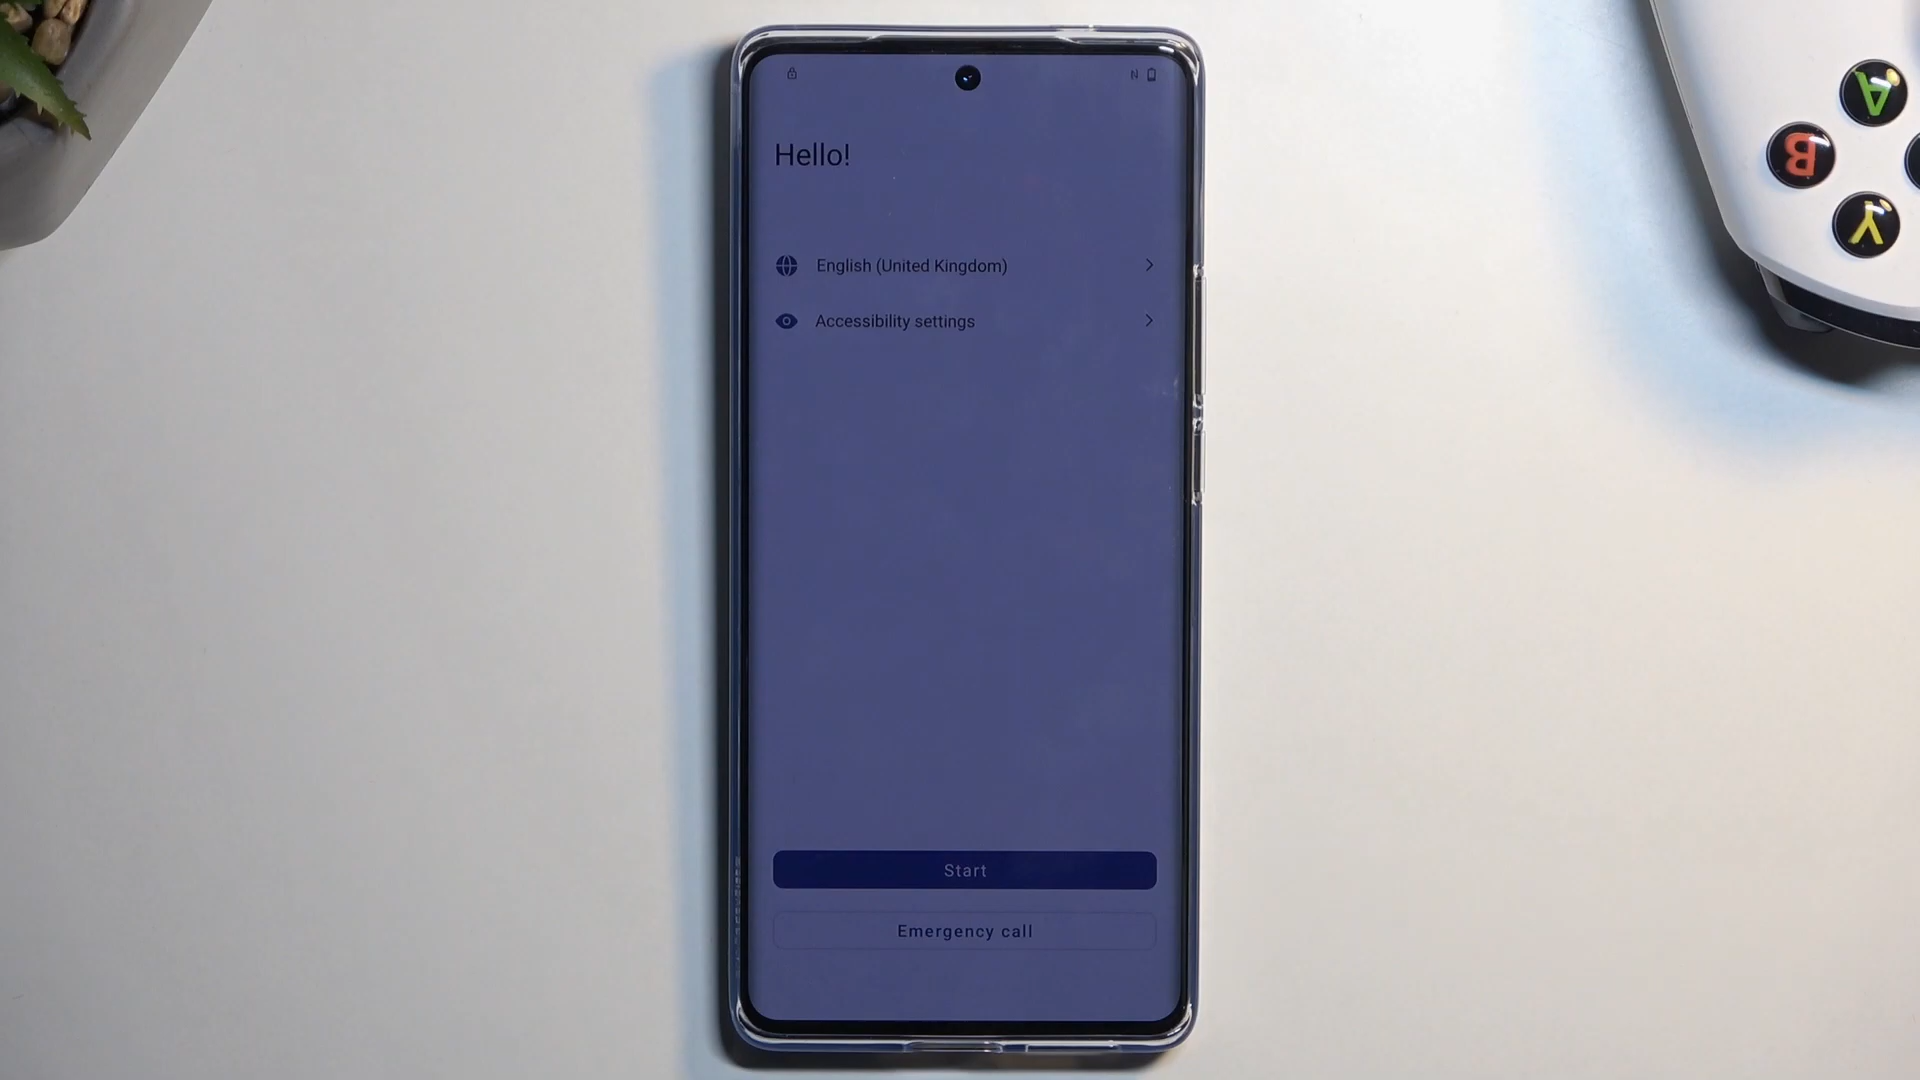 Hello!
English (United Kingdom)
Accessibility settings
Start
Emergency call
A
B
Y